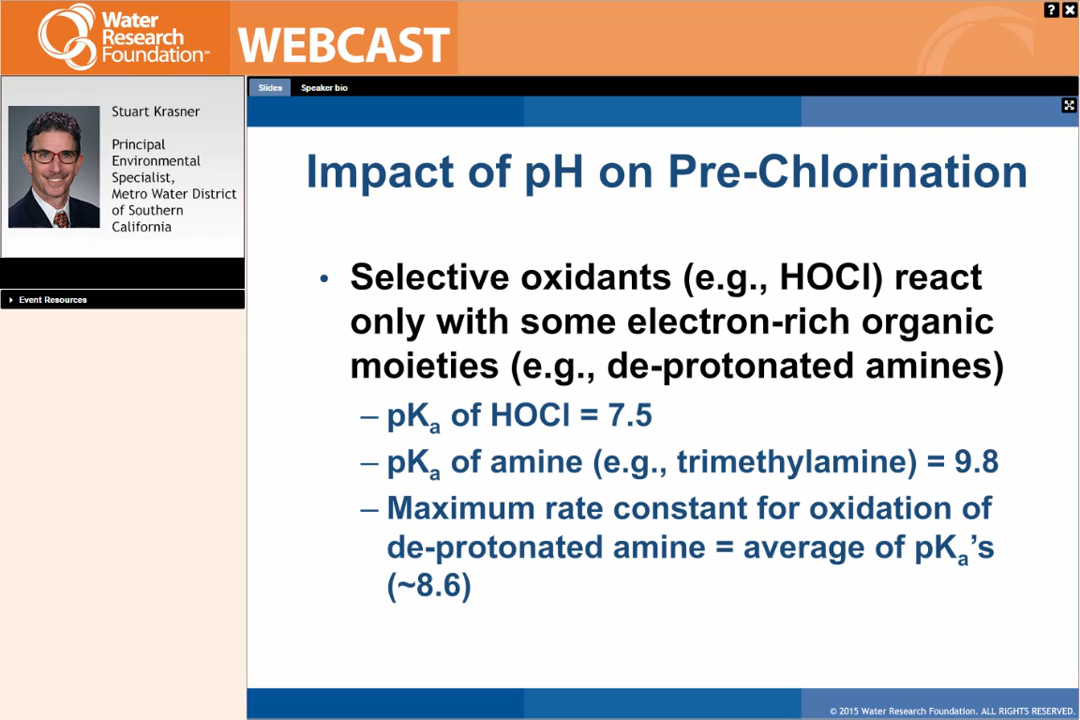 Water
Research
Foundation™
WEBCAST
? ×
Stuart Krasner
Principal
Environmental
Specialist,
Metro Water District
of Southern
California
Event Resources
Slides Speaker bio
Impact of pH on Pre-Chlorination
• Selective oxidants (e.g., HOCl) react
only with some electron-rich organic
moieties (e.g., de-protonated amines)
– pKa of HOCl = 7.5
– pKa of amine (e.g., trimethylamine) = 9.8
– Maximum rate constant for oxidation of
de-protonated amine = average of pKa’s
(~8.6)
© 2015 Water Research Foundation. ALL RIGHTS RESERVED.